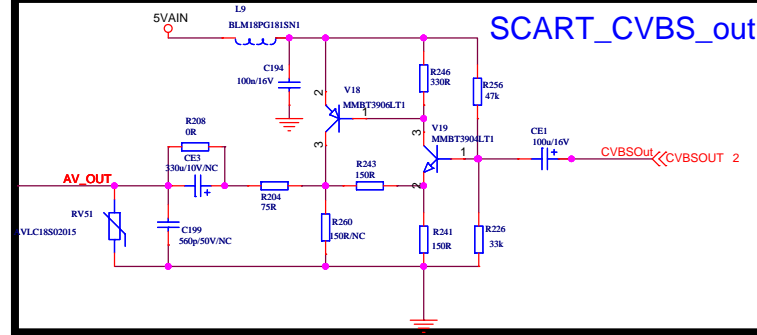 L9
5VAIN
BLM18PG181SN1
SCART_CVBS_out
C194
100n/16V
R246
330R
R256
47k
V18
MMBT3906LT1
2
1
3
V19
MMBT3904LT1
3
1
2
CE1
100u/16V
CVBSOut
CVBSOUT 2
R208
0R
CE3
330u/10V/NC
AV_OUT
R243
150R
R204
75R
RV51
VLC18S02015
C199
560p/50V/NC
R260
150R/NC
R241
150R
R226
33k